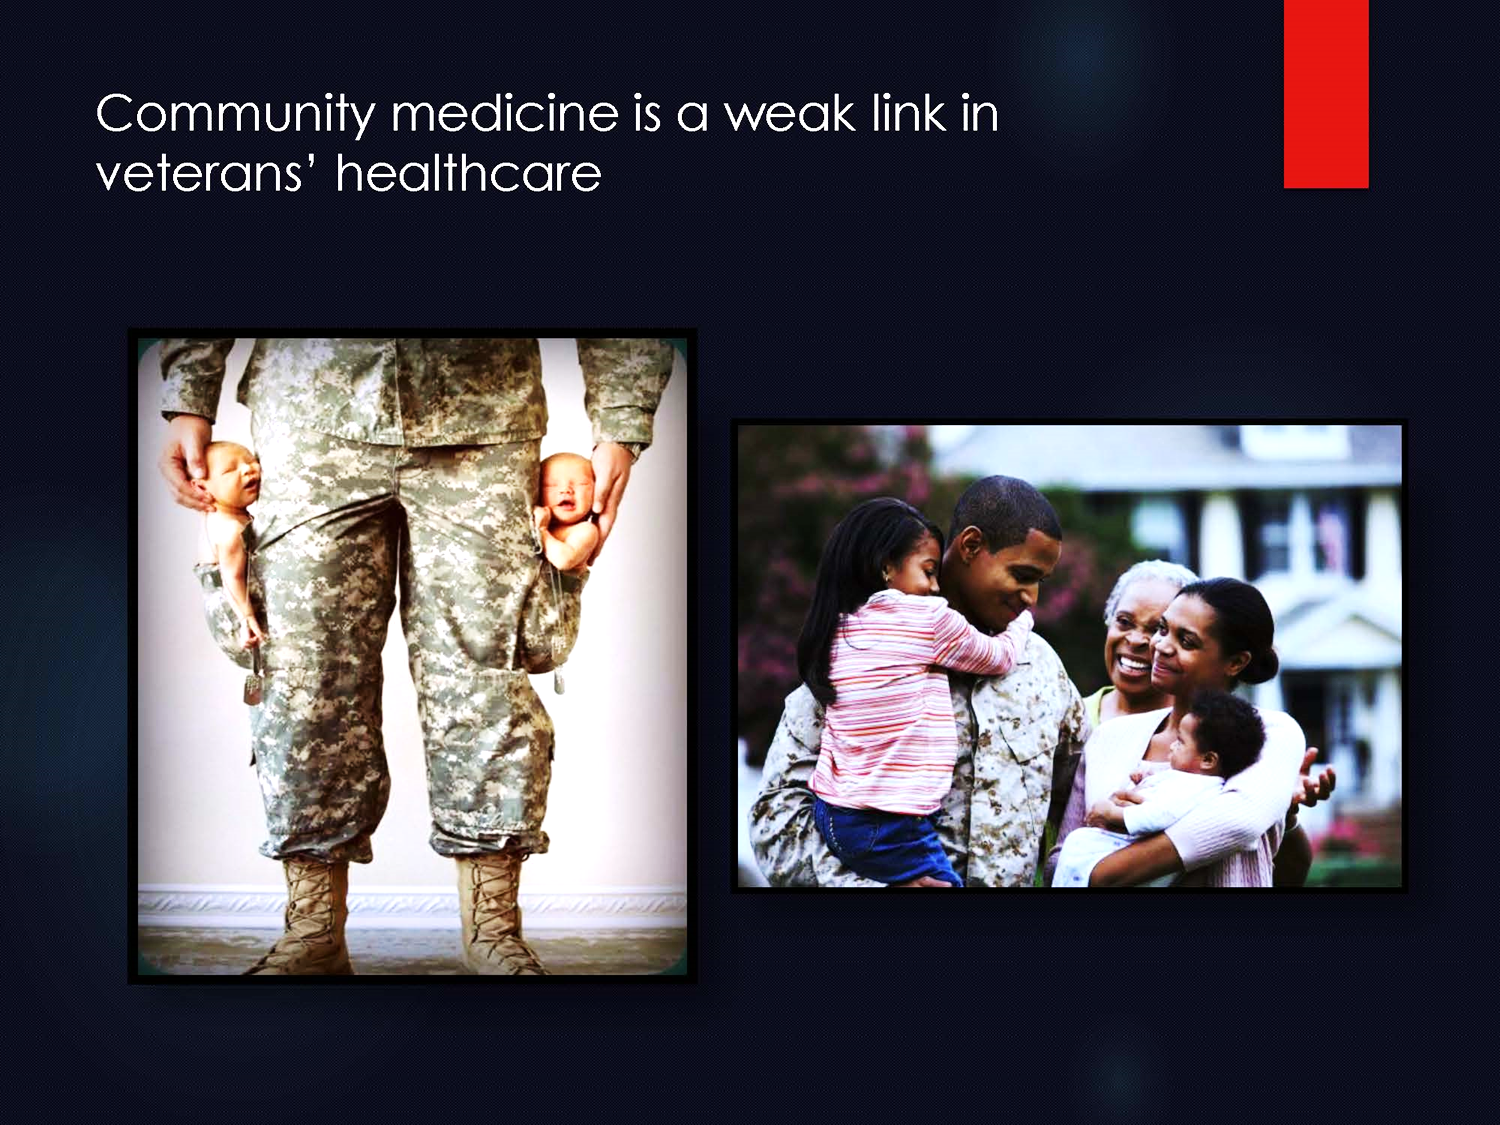 Community medicine is a weak link in
veterans’ healthcare